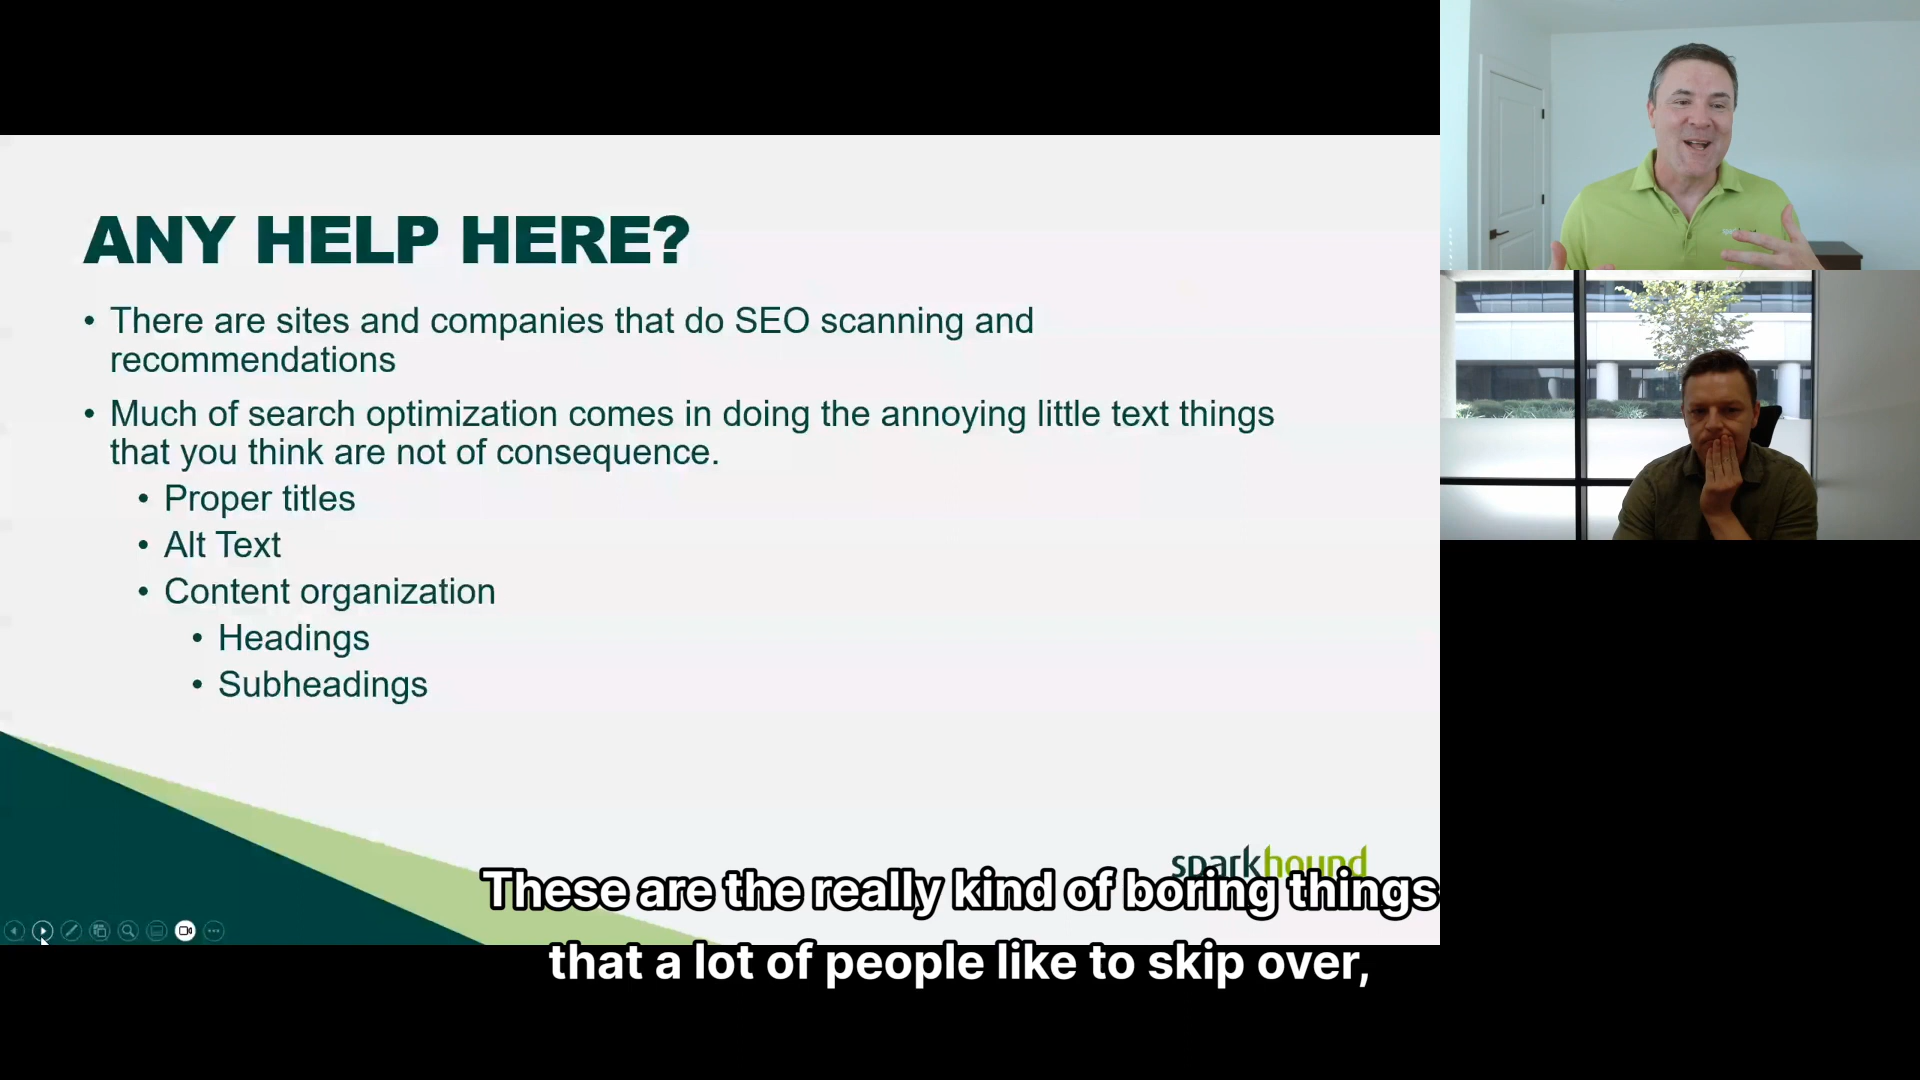 ANY HELP HERE?
• There are sites and companies that do SEO scanning and
recommendations
• Much of search optimization comes in doing the annoying little text things
that you think are not of consequence.
• Proper titles
• Alt Text
• Content organization
• Headings
• Subheadings
sparkhound
These are the really kind of boring things
that a lot of people like to skip over,